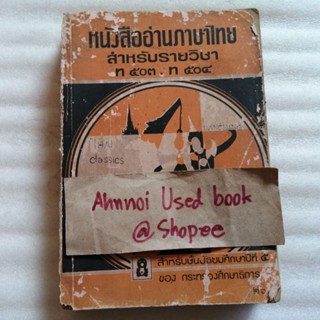 หนังสืออ่านภาษาไทย
สำหรับรายวิชา
ท ๕๐๓ . ท ๕๐๔
THAI
classics
Ahnnoi Used book
@ Shopee
สำหรับชั้นมัธยมศึกษาปีที่ ๕
ของ กระทรวงศึกษาธิการ